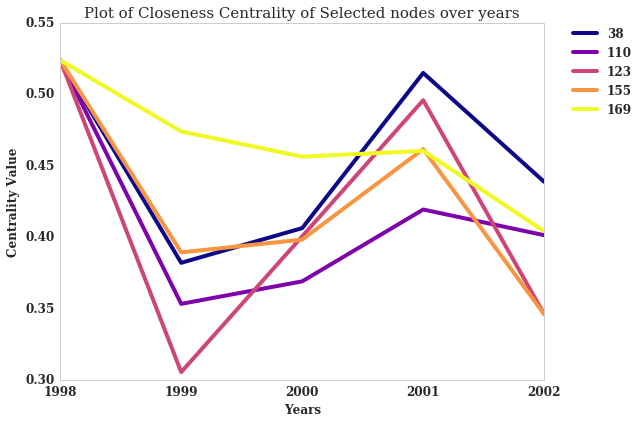 Plot of Closeness Centrality of Selected nodes over years
0.55
0.50
0.45
0.40
0.35
0.30
Centrality Value
1998 1999 2000 2001 2002
Years
38
110
123
155
169